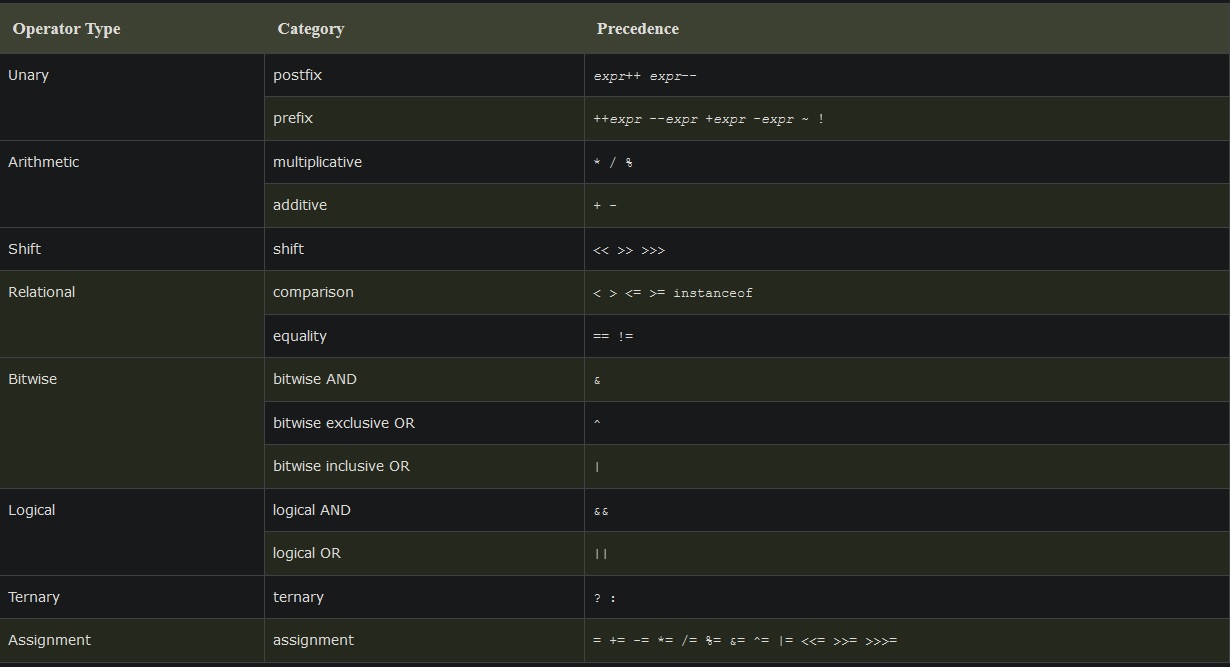 Operator Type Category Precedence
Unary postfix expr++ expr--
prefix ++expr --expr +expr -expr ~ !
Arithmetic multiplicative * / %
additive + -
Shift shift << >> >>>
Relational comparison < > <= >= instanceof
equality == !=
Bitwise bitwise AND &
bitwise exclusive OR ^
bitwise inclusive OR |
Logical logical AND &&
logical OR ||
Ternary ternary ? :
Assignment assignment = += -= *= /= %= &= ^= |= <<= >>= >>>=